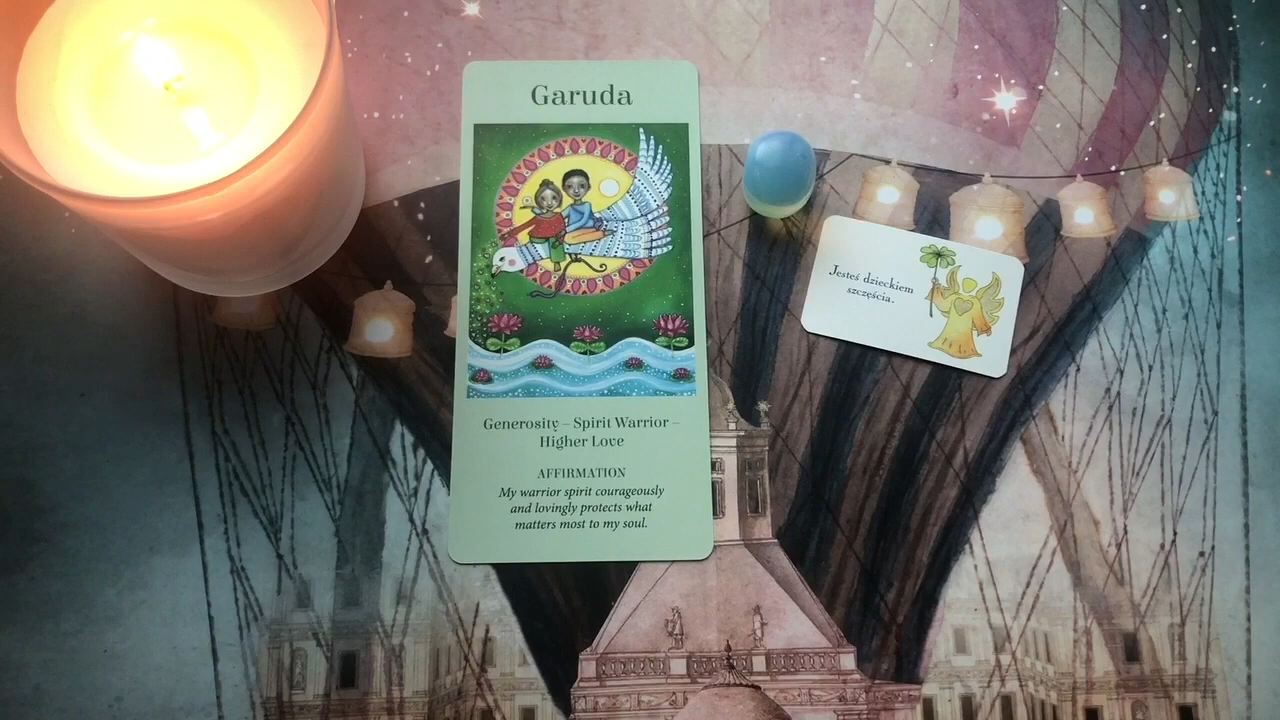 Garuda
Generosity – Spirit Warrior –
Higher Love
AFFIRMATION
My warrior spirit courageously
and lovingly protects what
matters most to my soul.
Jesteś dzieckiem
szczęścia.